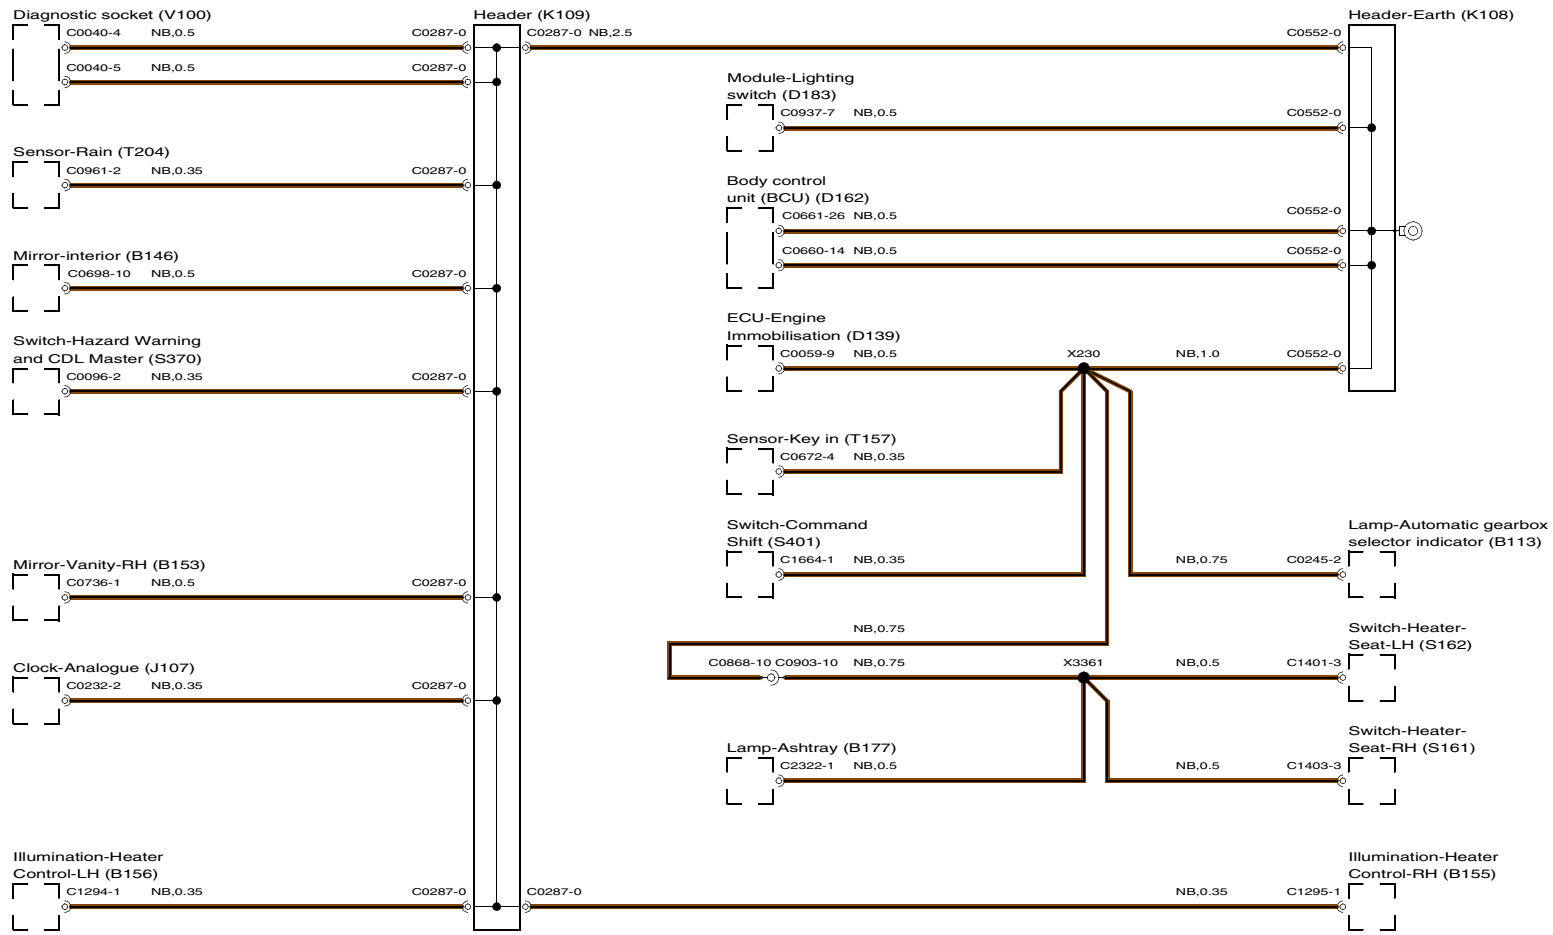 Diagnostic socket (V100)
C0040-4 NB,0.5 C0287-0
C0040-5 NB,0.5 C0287-0
Sensor-Rain (T204)
C0961-2 NB,0.35 C0287-0
Mirror-interior (B146)
C0698-10 NB,0.5 C0287-0
Switch-Hazard Warning
and CDL Master (S370)
C0096-2 NB,0.35 C0287-0
Mirror-Vanity-RH (B153)
C0736-1 NB,0.5 C0287-0
Clock-Analogue (J107)
C0232-2 NB,0.35 C0287-0
Illumination-Heater
Control-LH (B156)
C1294-1 NB,0.35 C0287-0
Header (K109)
C0287-0 NB,2.5 C0552-0
Header-Earth (K108)
Module-Lighting
switch (D183)
C0937-7 NB,0.5 C0552-0
Body control
unit (BCU) (D162)
C0661-26 NB,0.5 C0552-0
C0660-14 NB,0.5 C0552-0
ECU-Engine
Immobilisation (D139)
C0059-9 NB,0.5 X230 NB,1.0 C0552-0
Sensor-Key in (T157)
C0672-4 NB,0.35
Switch-Command
Shift (S401)
C1664-1 NB,0.35
Lamp-Automatic gearbox
selector indicator (B113)
NB,0.75 C0245-2
NB,0.75
Switch-Heater-
Seat-LH (S162)
C0868-10 C0903-10 NB,0.75 X3361 NB,0.5 C1401-3
Lamp-Ashtray (B177)
C2322-1 NB,0.5
Switch-Heater-
Seat-RH (S161)
NB,0.5 C1403-3
Illumination-Heater
Control-RH (B155)
C0287-0 NB,0.35 C1295-1